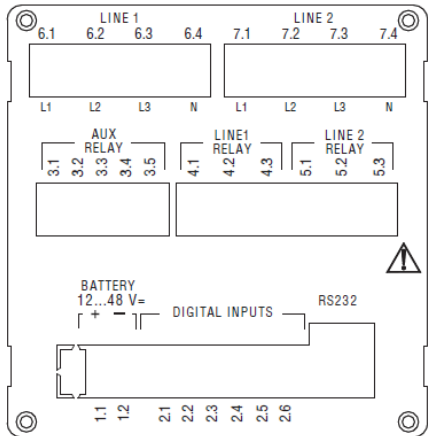 LINE 1 LINE 2
6.1 6.2 6.3 6.4 7.1 7.2 7.3 7.4
L1 L2 L3 N L1 L2 L3 N
AUX RELAY LINE1 RELAY LINE 2 RELAY
3.1 3.2 3.3 3.4 3.5 4.1 4.2 4.3 5.1 5.2 5.3
BATTERY
12...48 V= RS232
+ − DIGITAL INPUTS
1.1 1.2 2.1 2.2 2.3 2.4 2.5 2.6